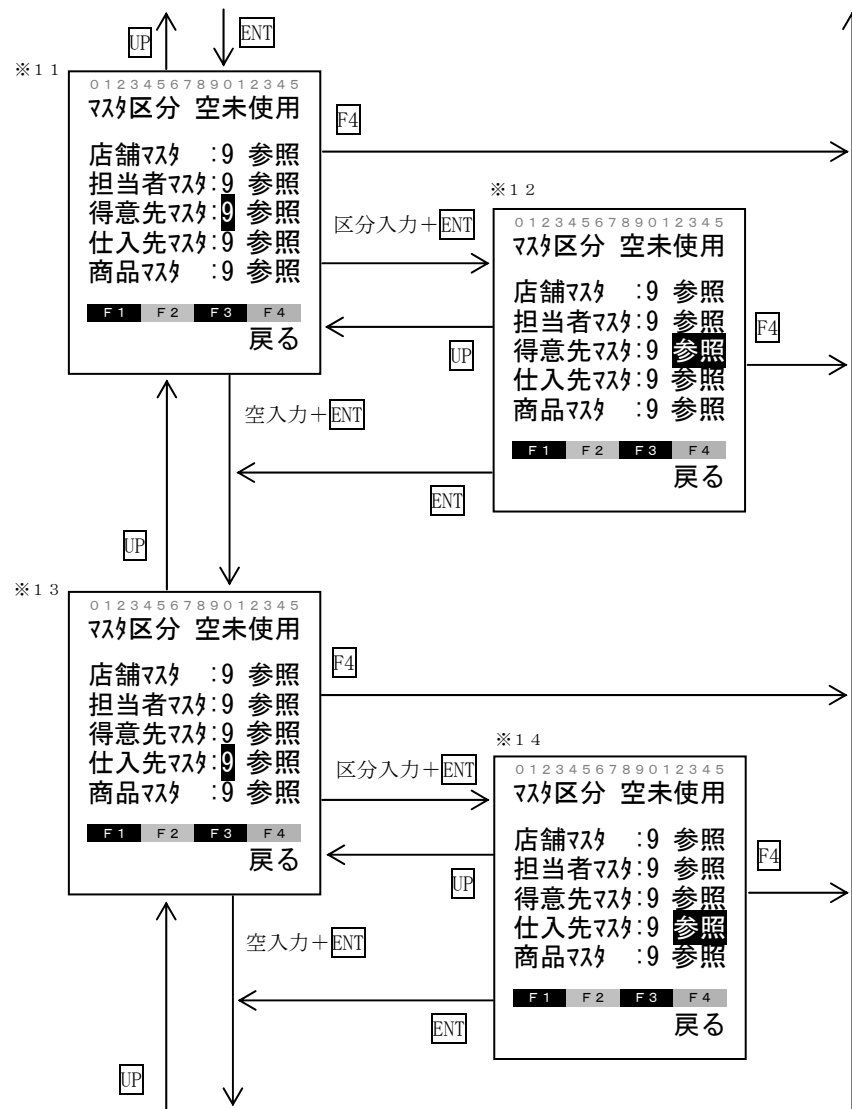 UP
ENT
※11
0123456789012345
ﾏｽﾀ区分 空未使用
店舗ﾏｽﾀ :9 参照
担当者ﾏｽﾀ:9 参照
得意先ﾏｽﾀ:9 参照
仕入先ﾏｽﾀ:9 参照
商品ﾏｽﾀ :9 参照
F1 F2 F3 F4
戻る
F4
区分入力+ENT
UP
空入力+ENT
※12
0123456789012345
ﾏｽﾀ区分 空未使用
店舗ﾏｽﾀ :9 参照
担当者ﾏｽﾀ:9 参照
得意先ﾏｽﾀ:9 参照
仕入先ﾏｽﾀ:9 参照
商品ﾏｽﾀ :9 参照
F1 F2 F3 F4
戻る
F4
ENT
UP
※13
0123456789012345
ﾏｽﾀ区分 空未使用
店舗ﾏｽﾀ :9 参照
担当者ﾏｽﾀ:9 参照
得意先ﾏｽﾀ:9 参照
仕入先ﾏｽﾀ:9 参照
商品ﾏｽﾀ :9 参照
F1 F2 F3 F4
戻る
F4
区分入力+ENT
UP
空入力+ENT
※14
0123456789012345
ﾏｽﾀ区分 空未使用
店舗ﾏｽﾀ :9 参照
担当者ﾏｽﾀ:9 参照
得意先ﾏｽﾀ:9 参照
仕入先ﾏｽﾀ:9 参照
商品ﾏｽﾀ :9 参照
F1 F2 F3 F4
戻る
F4
ENT
UP